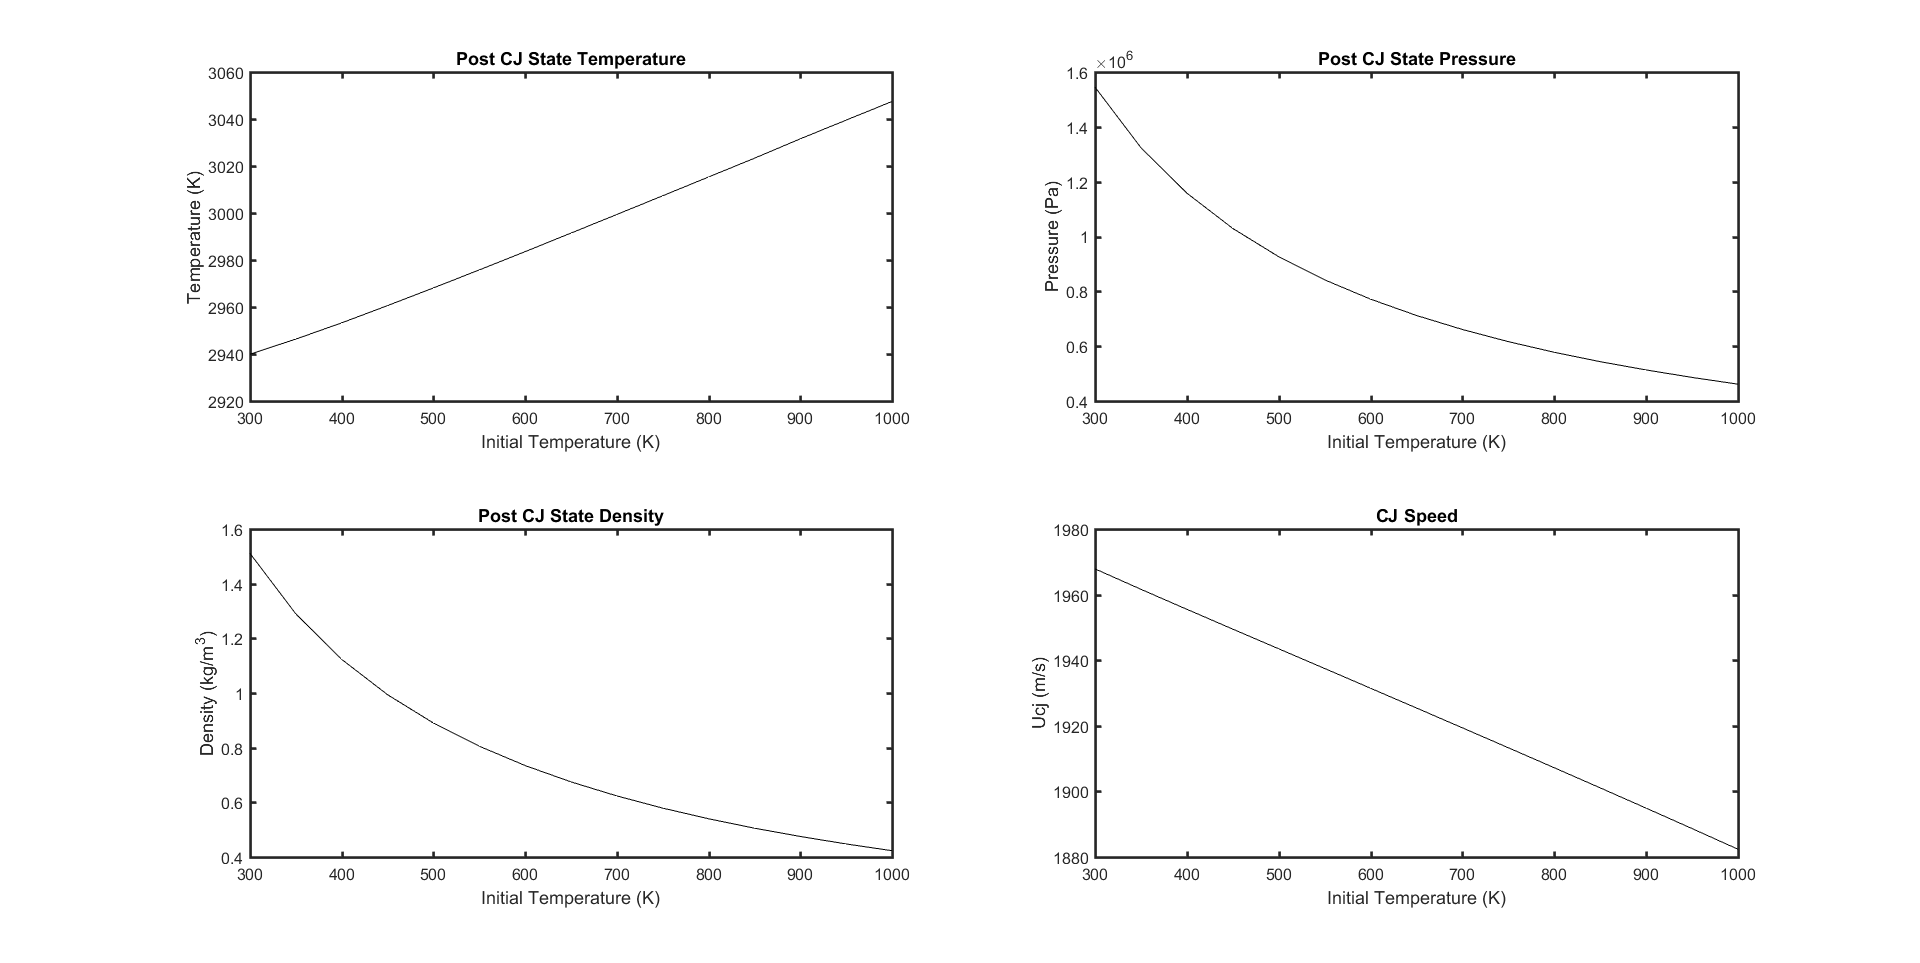 Post CJ State Temperature
3060
3040
3020
3000
2980
2960
2940
2920
Temperature (K)
300 400 500 600 700 800 900 1000
Initial Temperature (K)
Post CJ State Pressure
×10^6
1.6
1.4
1.2
1
0.8
0.6
0.4
Pressure (Pa)
300 400 500 600 700 800 900 1000
Initial Temperature (K)
Post CJ State Density
1.6
1.4
1.2
1
0.8
0.6
0.4
Density (kg/m^3)
300 400 500 600 700 800 900 1000
Initial Temperature (K)
CJ Speed
1980
1960
1940
1920
1900
1880
Ucj (m/s)
300 400 500 600 700 800 900 1000
Initial Temperature (K)